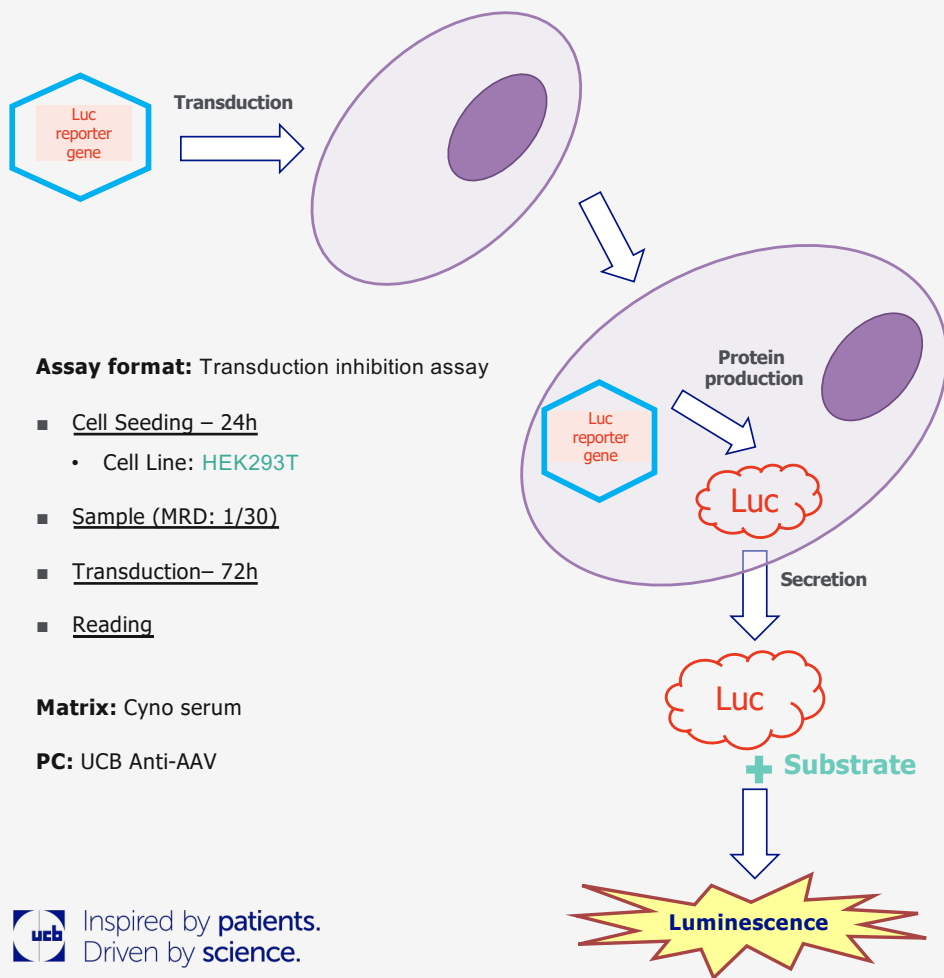 Luc
reporter
gene
Transduction
Assay format: Transduction inhibition assay
■ Cell Seeding – 24h
• Cell Line: HEK293T
■ Sample (MRD: 1/30)
■ Transduction– 72h
■ Reading
Matrix: Cyno serum
PC: UCB Anti-AAV
Protein
production
Luc
reporter
gene
Luc
Secretion
Luc
+ Substrate
Luminescence
ucb
Inspired by patients.
Driven by science.